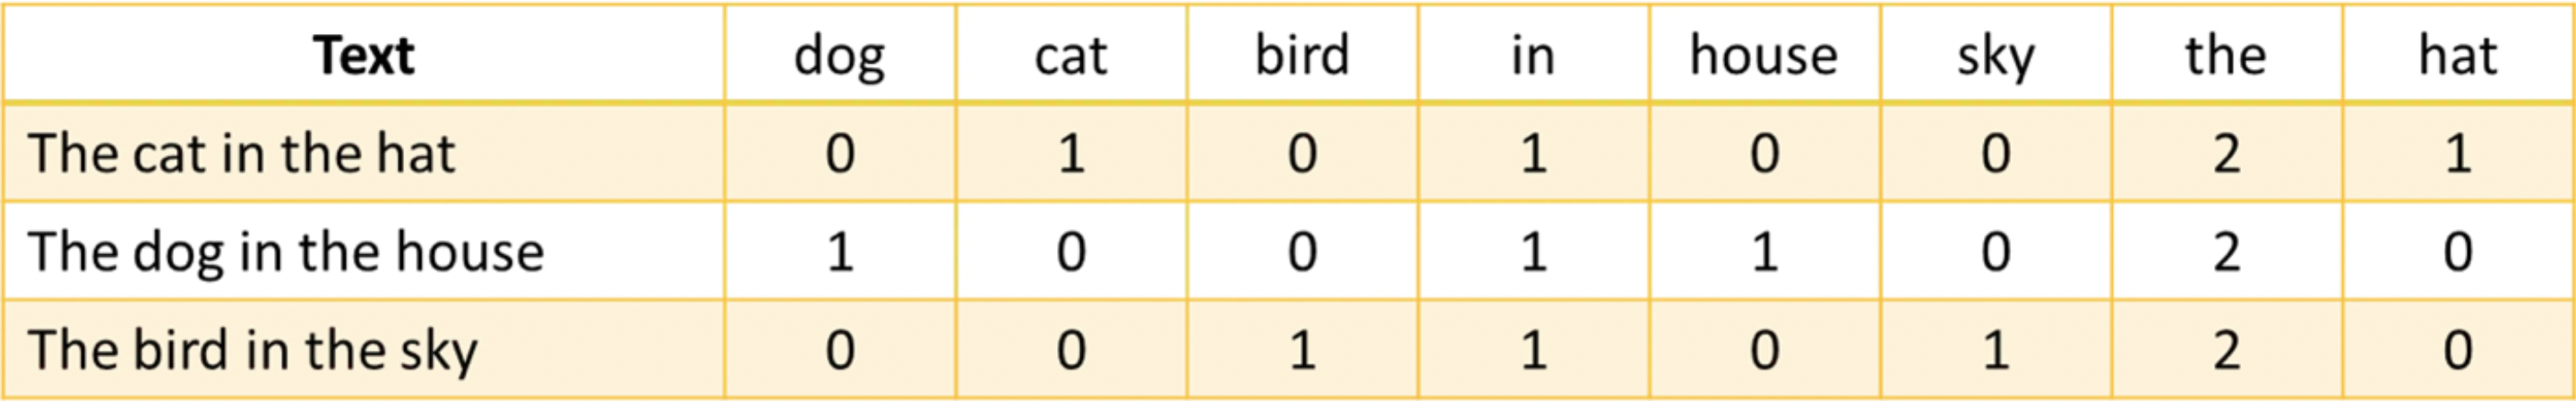 Text dog cat bird in house sky the hat
The cat in the hat 0 1 0 1 0 0 2 1
The dog in the house 1 0 0 1 1 0 2 0
The bird in the sky 0 0 1 1 0 1 2 0